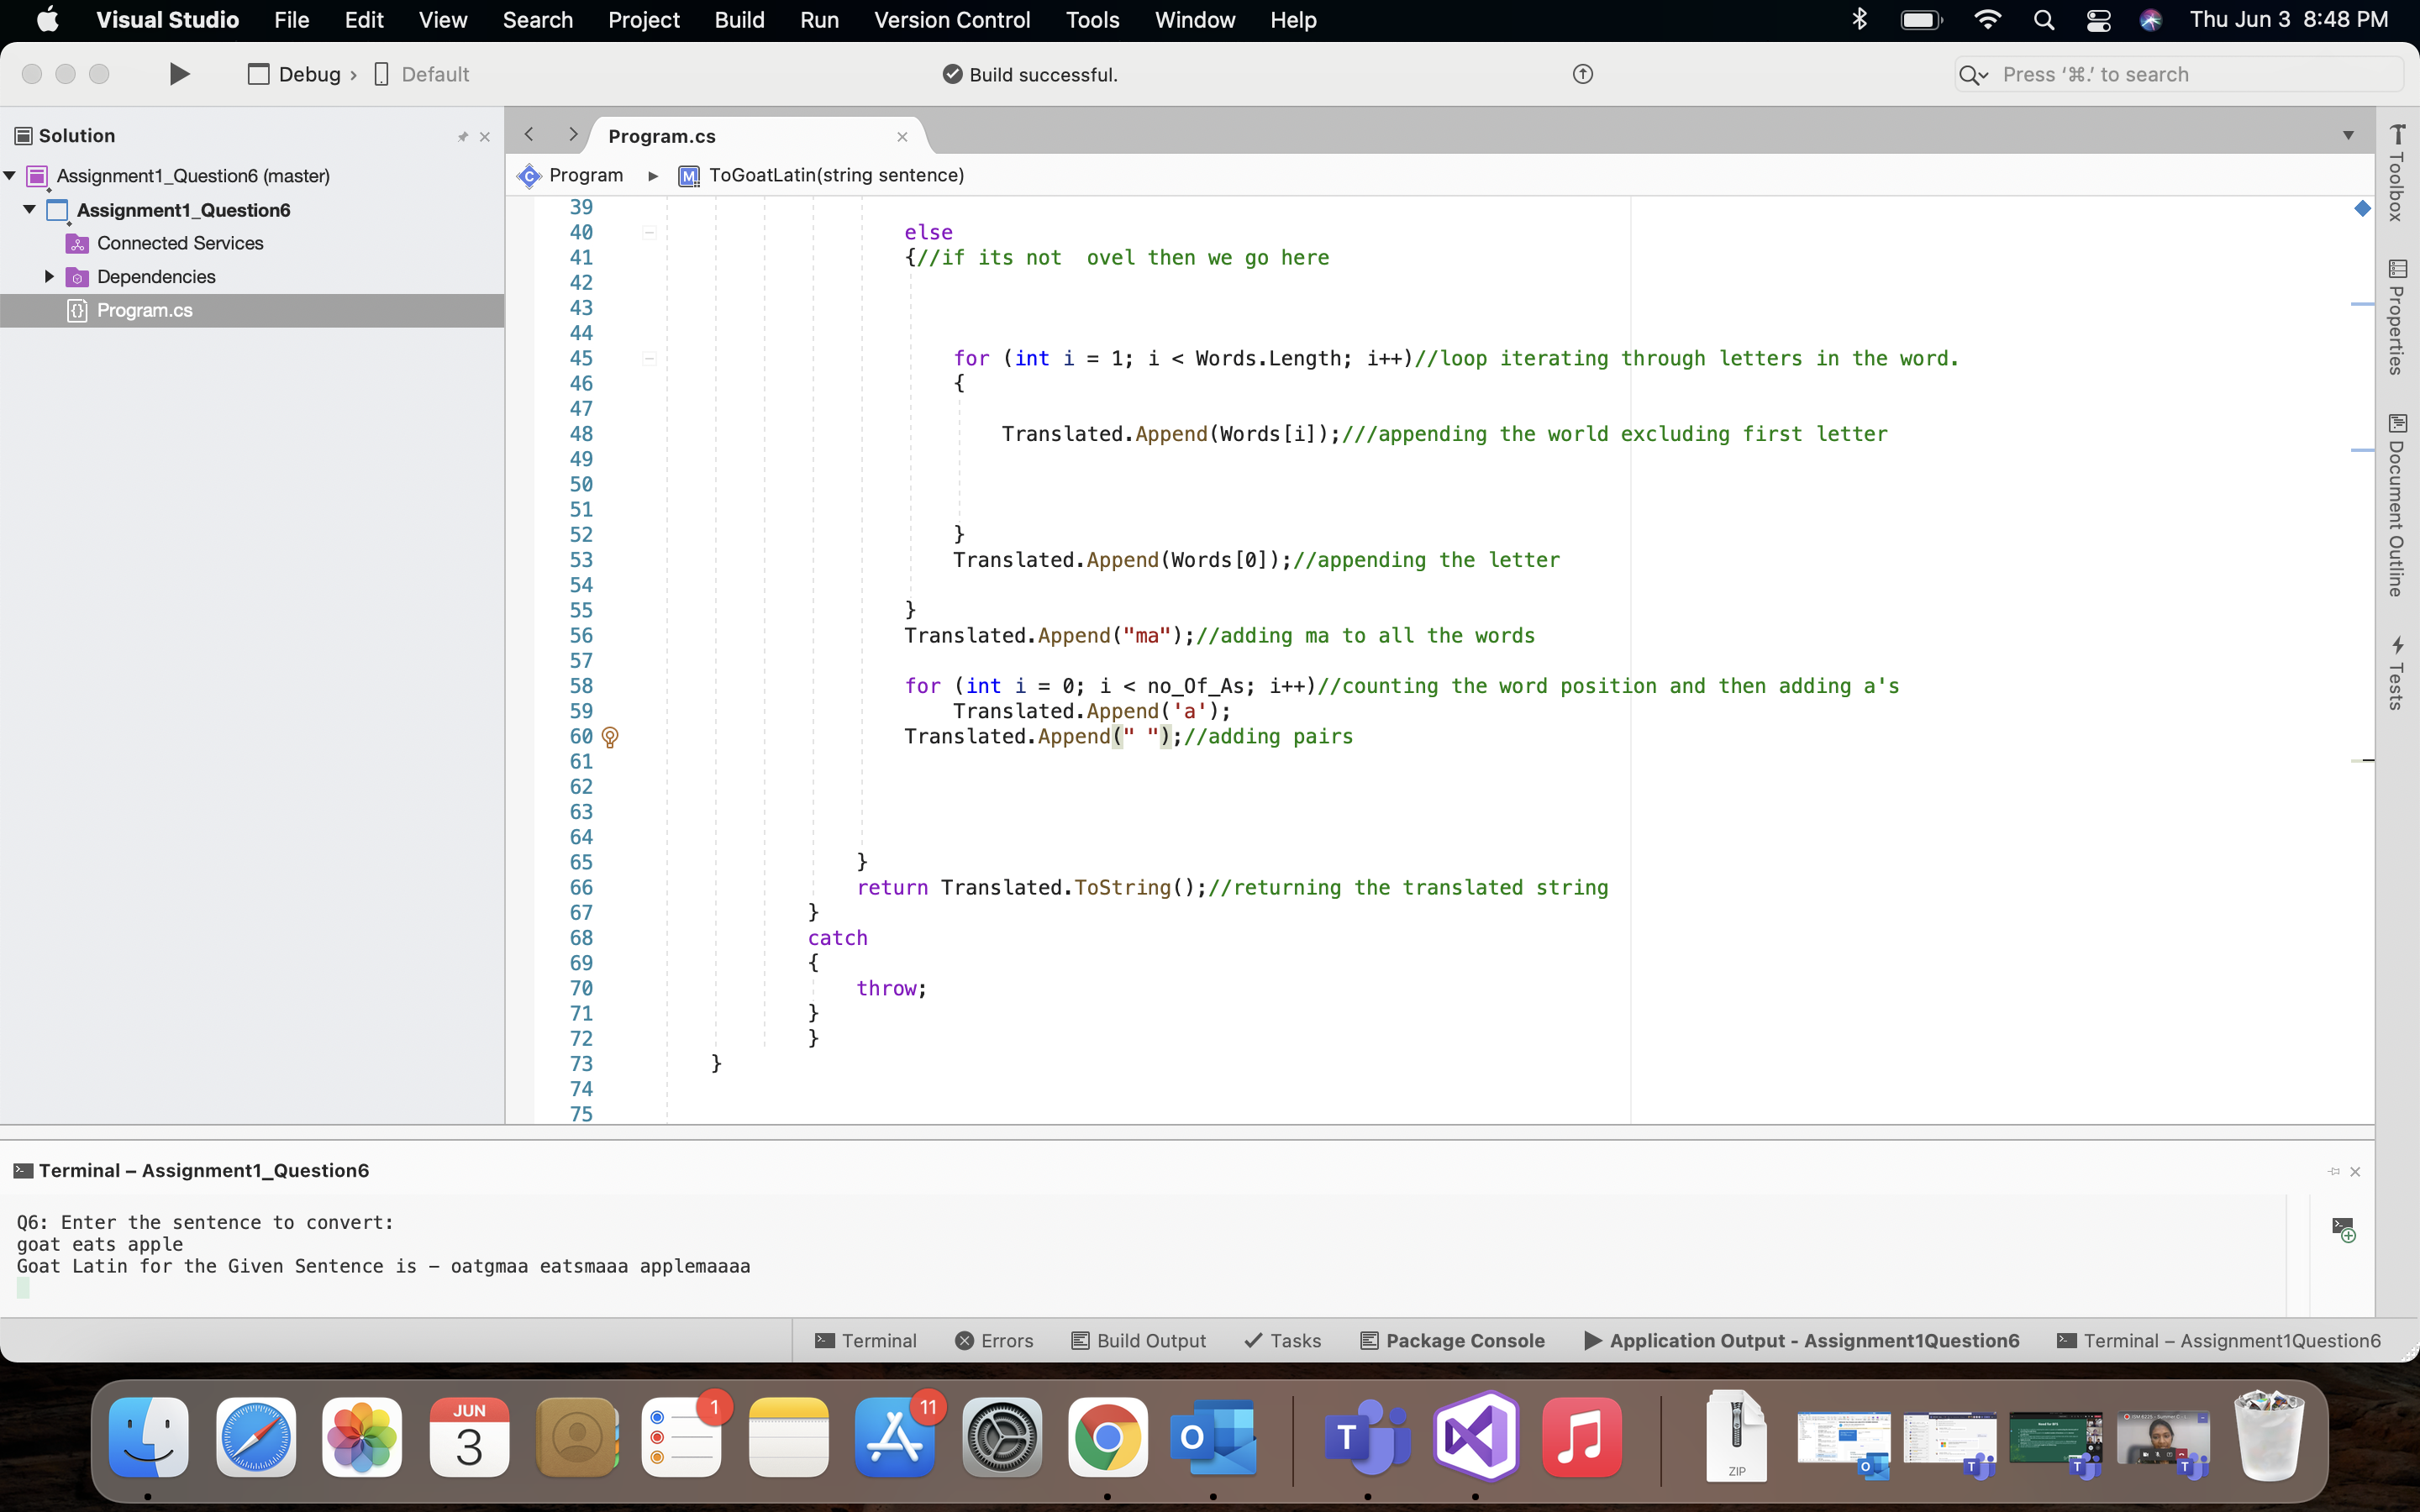 Visual Studio File Edit View Search Project Build Run Version Control Tools Window Help Thu Jun 3 8:48 PM
Debug › Default Build successful. Press ‘⌘.’ to search
Solution
Assignment1_Question6 (master)
Assignment1_Question6
Connected Services
Dependencies
Program.cs
Program.cs
Program ▸ ToGoatLatin(string sentence)
39
40 else
41 {//if its not  ovel then we go here
42
43
44
45 for (int i = 1; i < Words.Length; i++)//loop iterating through letters in the word.
46 {
47
48 Translated.Append(Words[i]);///appending the world excluding first letter
49
50
51
52 }
53 Translated.Append(Words[0]);//appending the letter
54
55 }
56 Translated.Append("ma");//adding ma to all the words
57
58 for (int i = 0; i < no_Of_As; i++)//counting the word position and then adding a's
59 Translated.Append('a');
60 Translated.Append(" ");//adding pairs
61
62
63
64
65 }
66 return Translated.ToString();//returning the translated string
67 }
68 catch
69 {
70 throw;
71 }
72 }
73 }
74
75
Toolbox
Properties
Document Outline
Tests
Terminal – Assignment1_Question6
Q6: Enter the sentence to convert:
goat eats apple
Goat Latin for the Given Sentence is – oatgmaa eatsmaaa applemaaaa
Terminal Errors Build Output Tasks Package Console Application Output - Assignment1Question6 Terminal – Assignment1Question6
JUN
3
1
11
O
T
ZIP